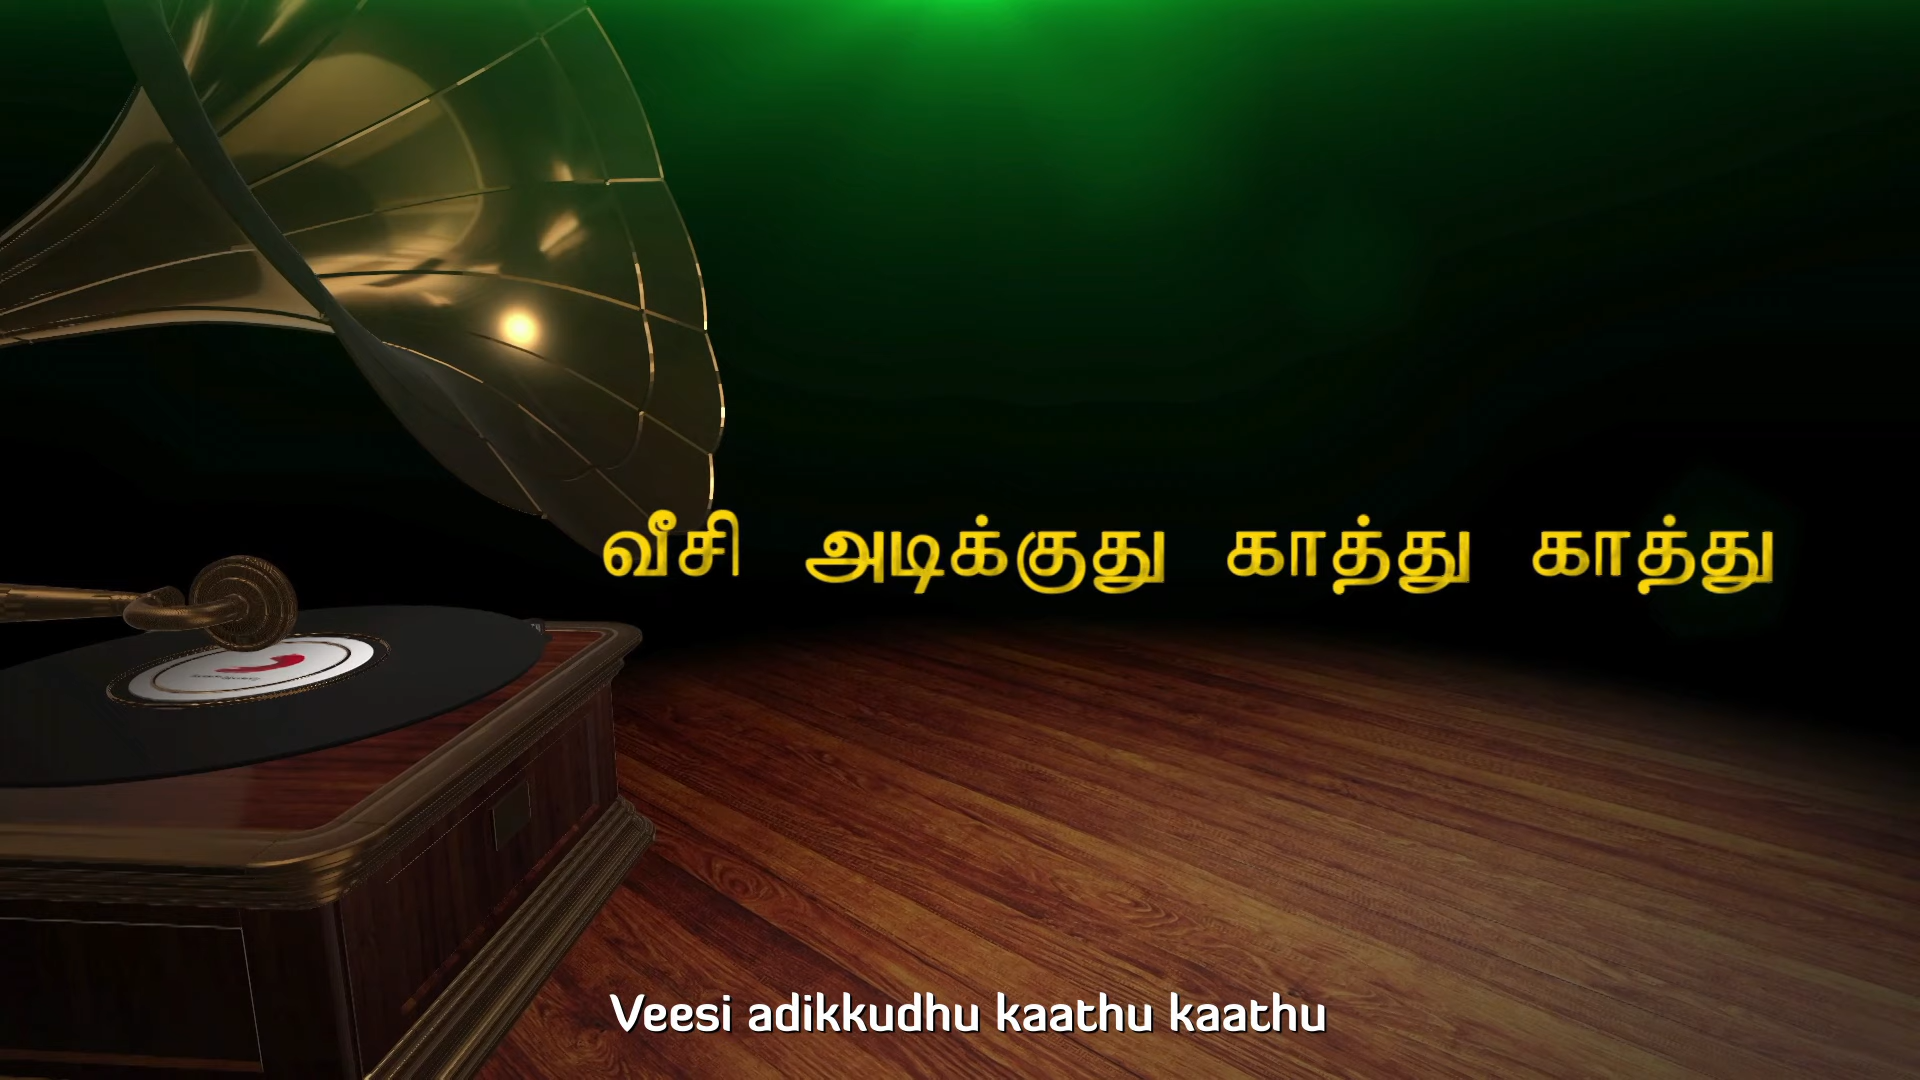 வீசி அடிக்குது காத்து காத்து
Veesi adikkudhu kaathu kaathu